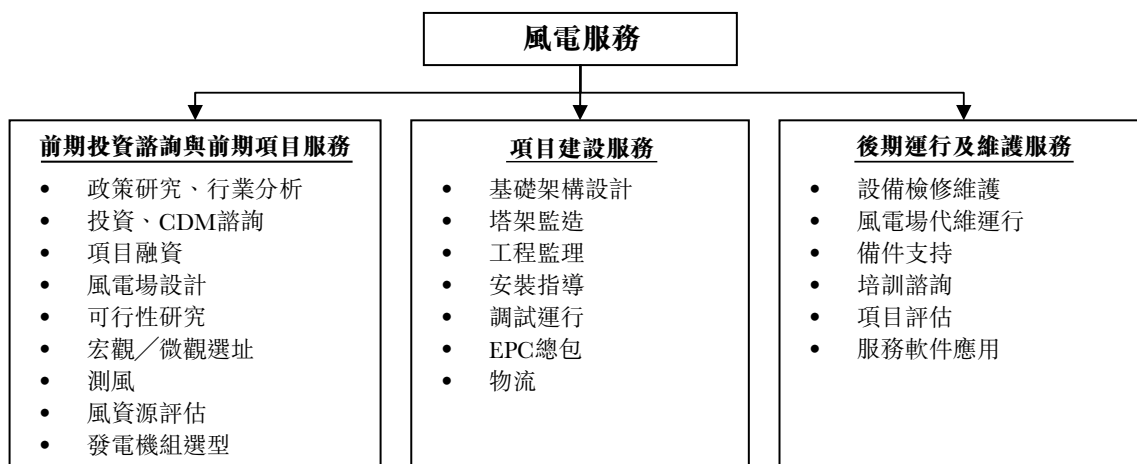 風電服務
前期投資諮詢與前期項目服務
• 政策研究、行業分析
• 投資、CDM諮詢
• 項目融資
• 風電場設計
• 可行性研究
• 宏觀／微觀選址
• 測風
• 風資源評估
• 發電機組選型
項目建設服務
• 基礎架構設計
• 塔架監造
• 工程監理
• 安裝指導
• 調試運行
• EPC總包
• 物流
後期運行及維護服務
• 設備檢修維護
• 風電場代維運行
• 備件支持
• 培訓諮詢
• 項目評估
• 服務軟件應用